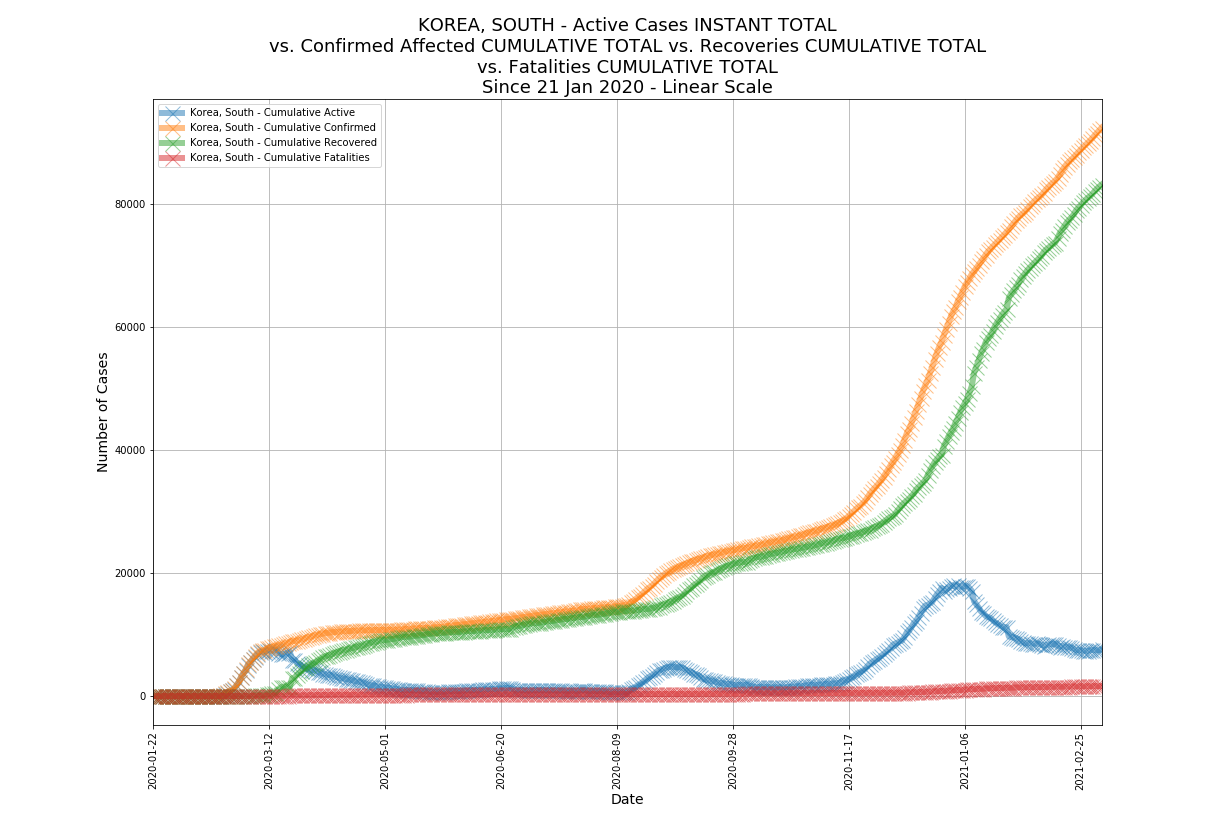 KOREA, SOUTH - Active Cases INSTANT TOTAL
vs. Confirmed Affected CUMULATIVE TOTAL vs. Recoveries CUMULATIVE TOTAL
vs. Fatalities CUMULATIVE TOTAL
Since 21 Jan 2020 - Linear Scale
Korea, South - Cumulative Active
Korea, South - Cumulative Confirmed
Korea, South - Cumulative Recovered
Korea, South - Cumulative Fatalities
Number of Cases
80000
60000
40000
20000
0
2020-01-22
2020-03-12
2020-05-01
2020-06-20
2020-08-09
2020-09-28
2020-11-17
2021-01-06
2021-02-25
Date